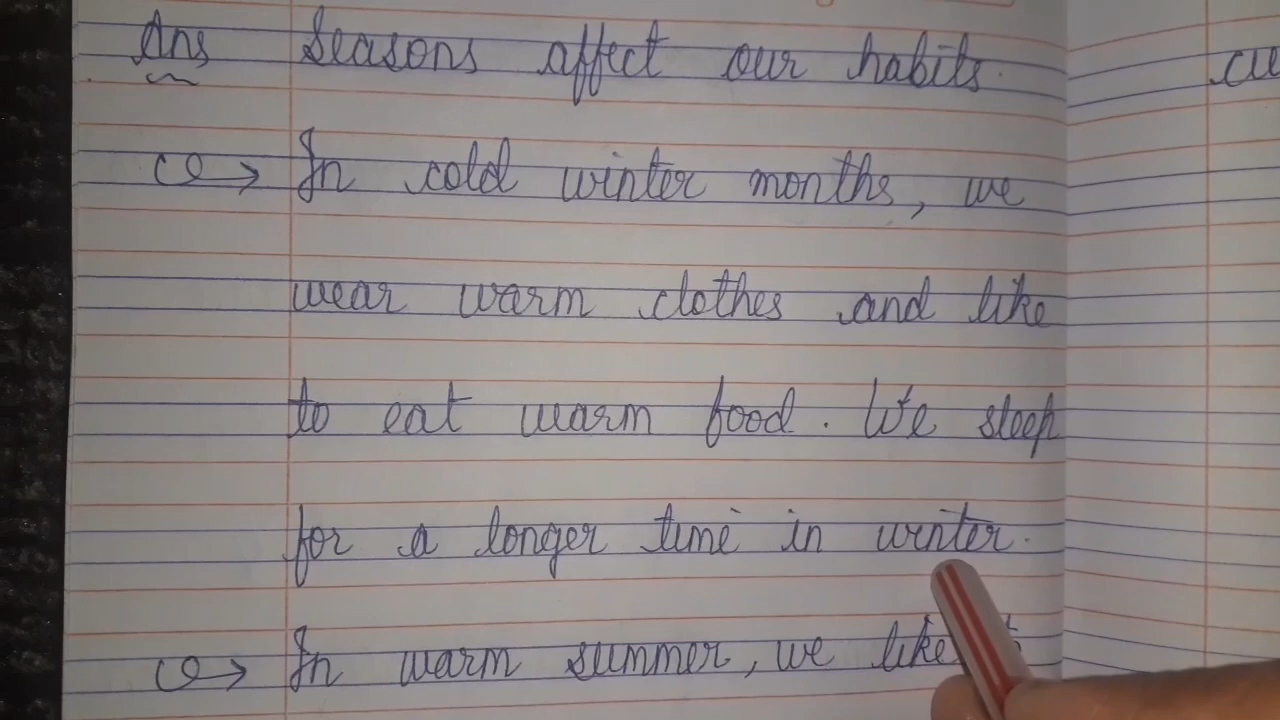 Ans Seasons affect our habits.
In cold winter months, we
wear warm clothes and like
to eat warm food. We sleep
for a longer time in winter.
In warm summer, we like